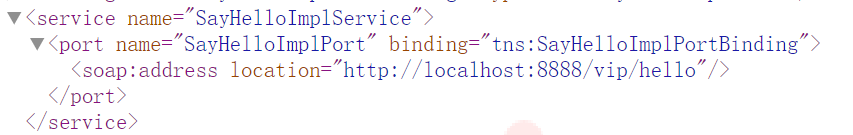 <service name="SayHelloImplService">
<port name="SayHelloImplPort" binding="tns:SayHelloImplPortBinding">
<soap:address location="http://localhost:8888/vip/hello"/>
</port>
</service>